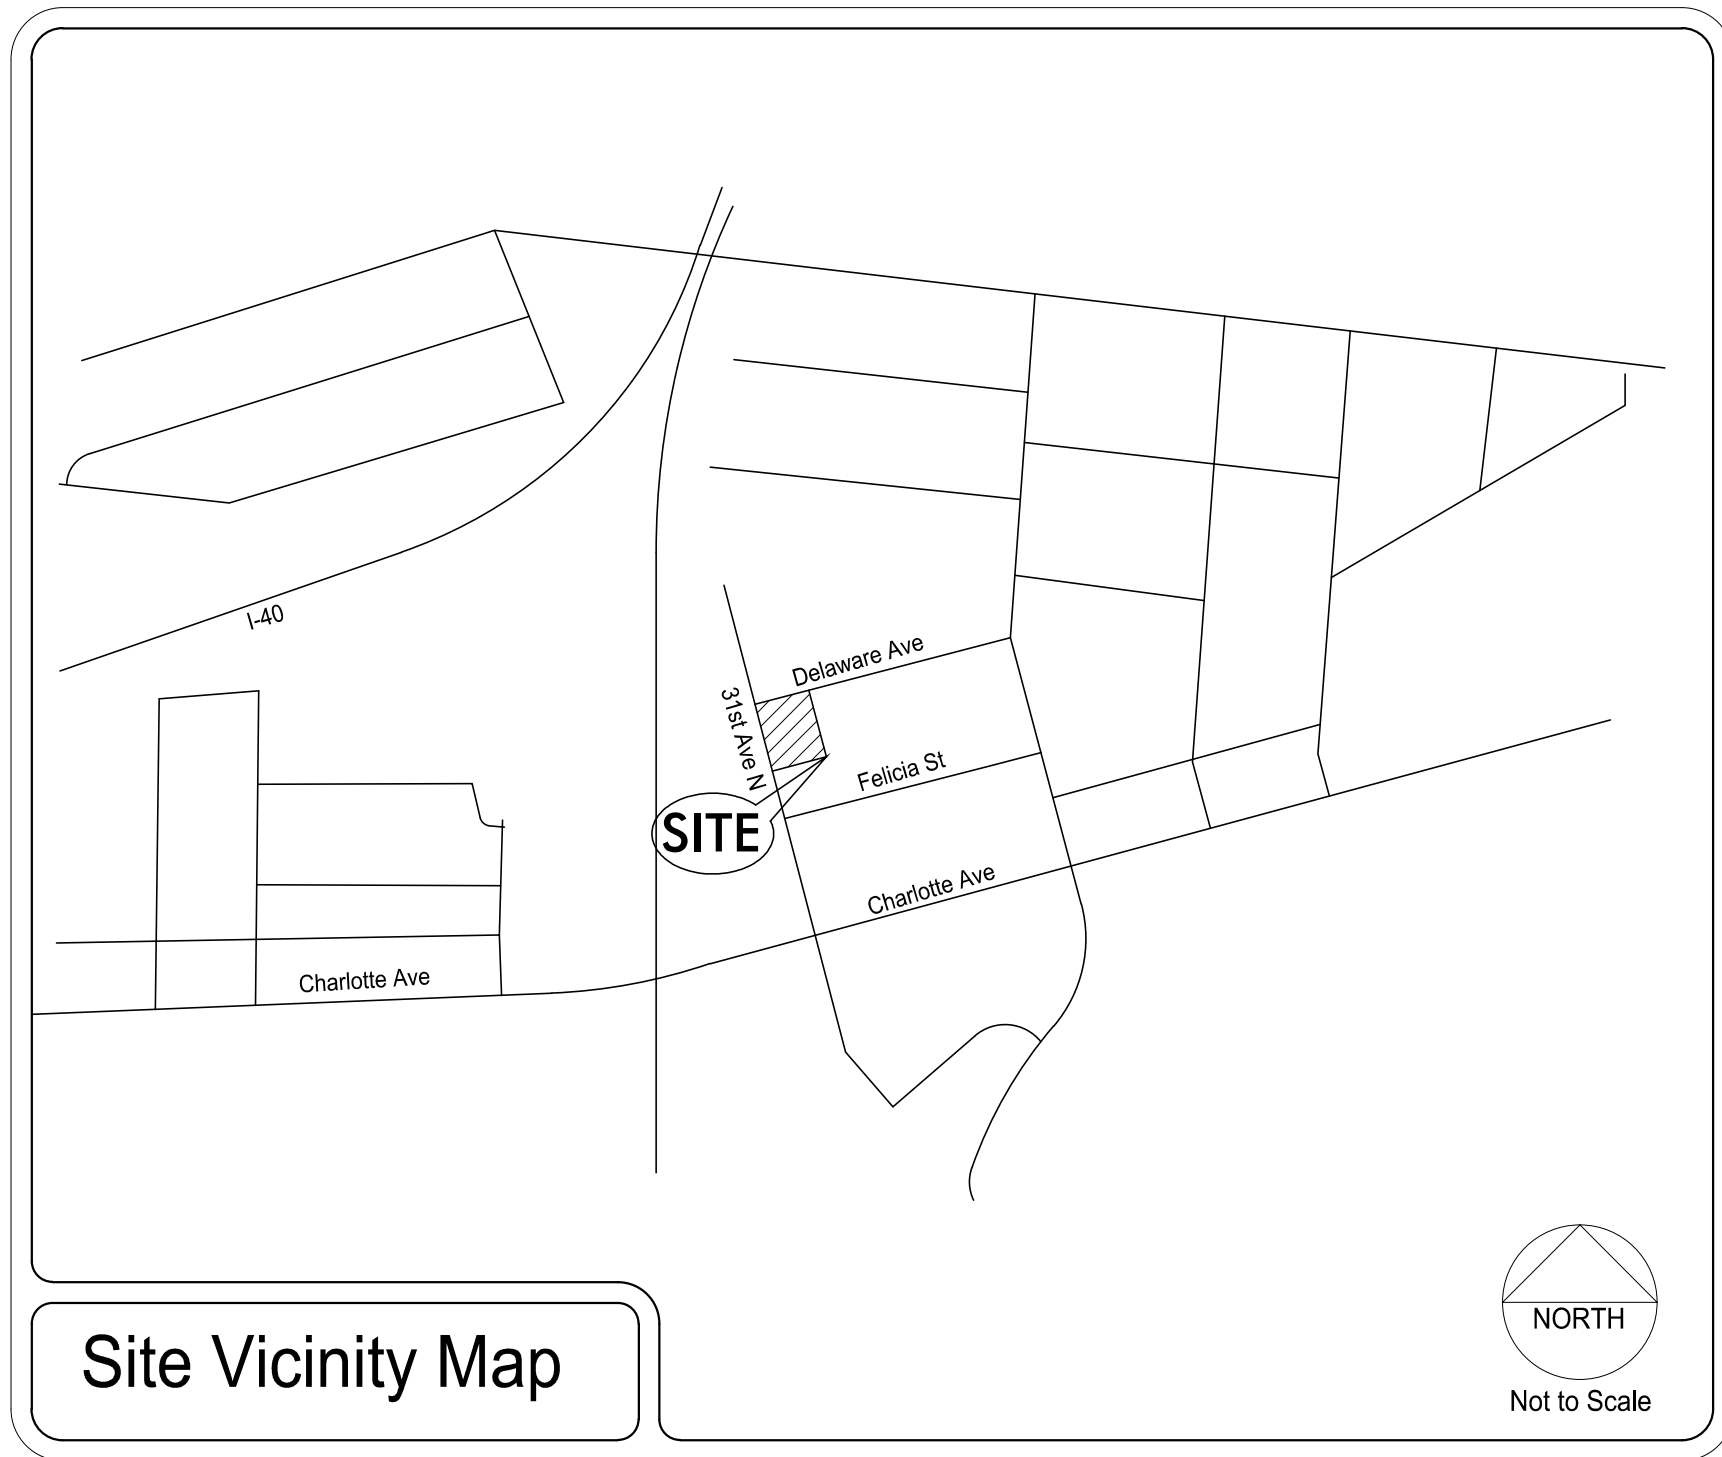 I-40
Delaware Ave
31st Ave N
Felicia St
SITE
Charlotte Ave
Charlotte Ave
NORTH
Not to Scale
Site Vicinity Map